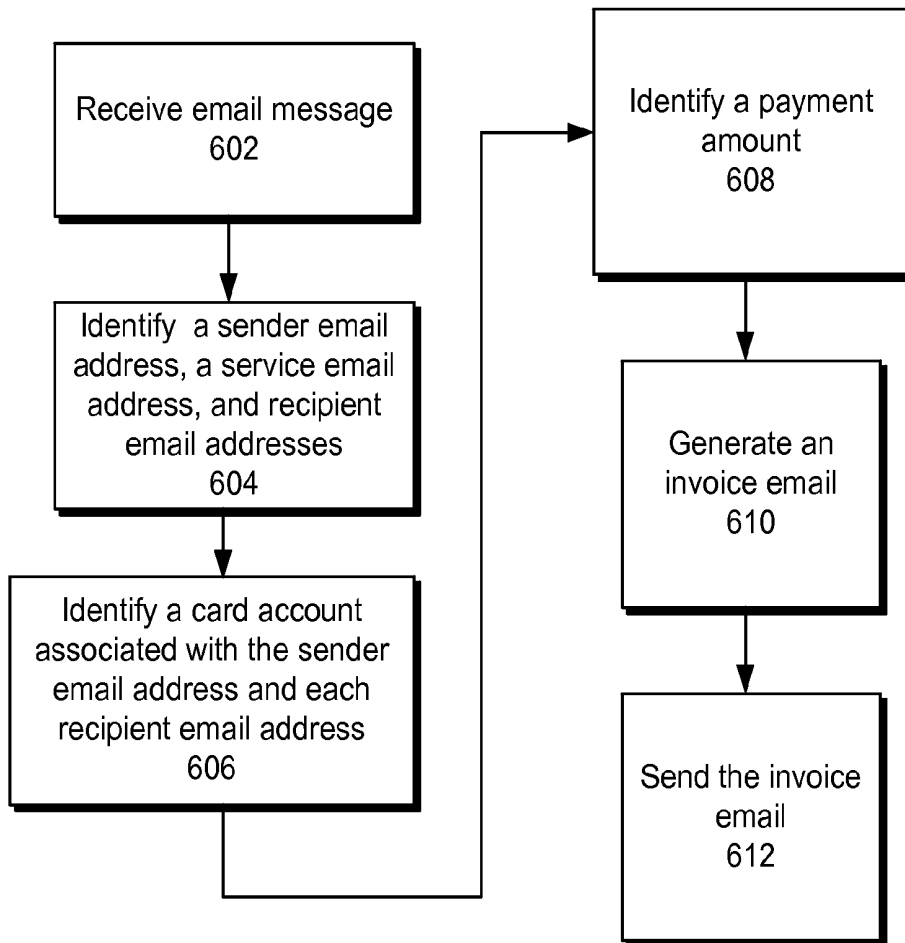 Receive email message
602
Identify a sender email
address, a service email
address, and recipient
email addresses
604
Identify a card account
associated with the sender
email address and each
recipient email address
606
Identify a payment
amount
608
Generate an
invoice email
610
Send the invoice
email
612